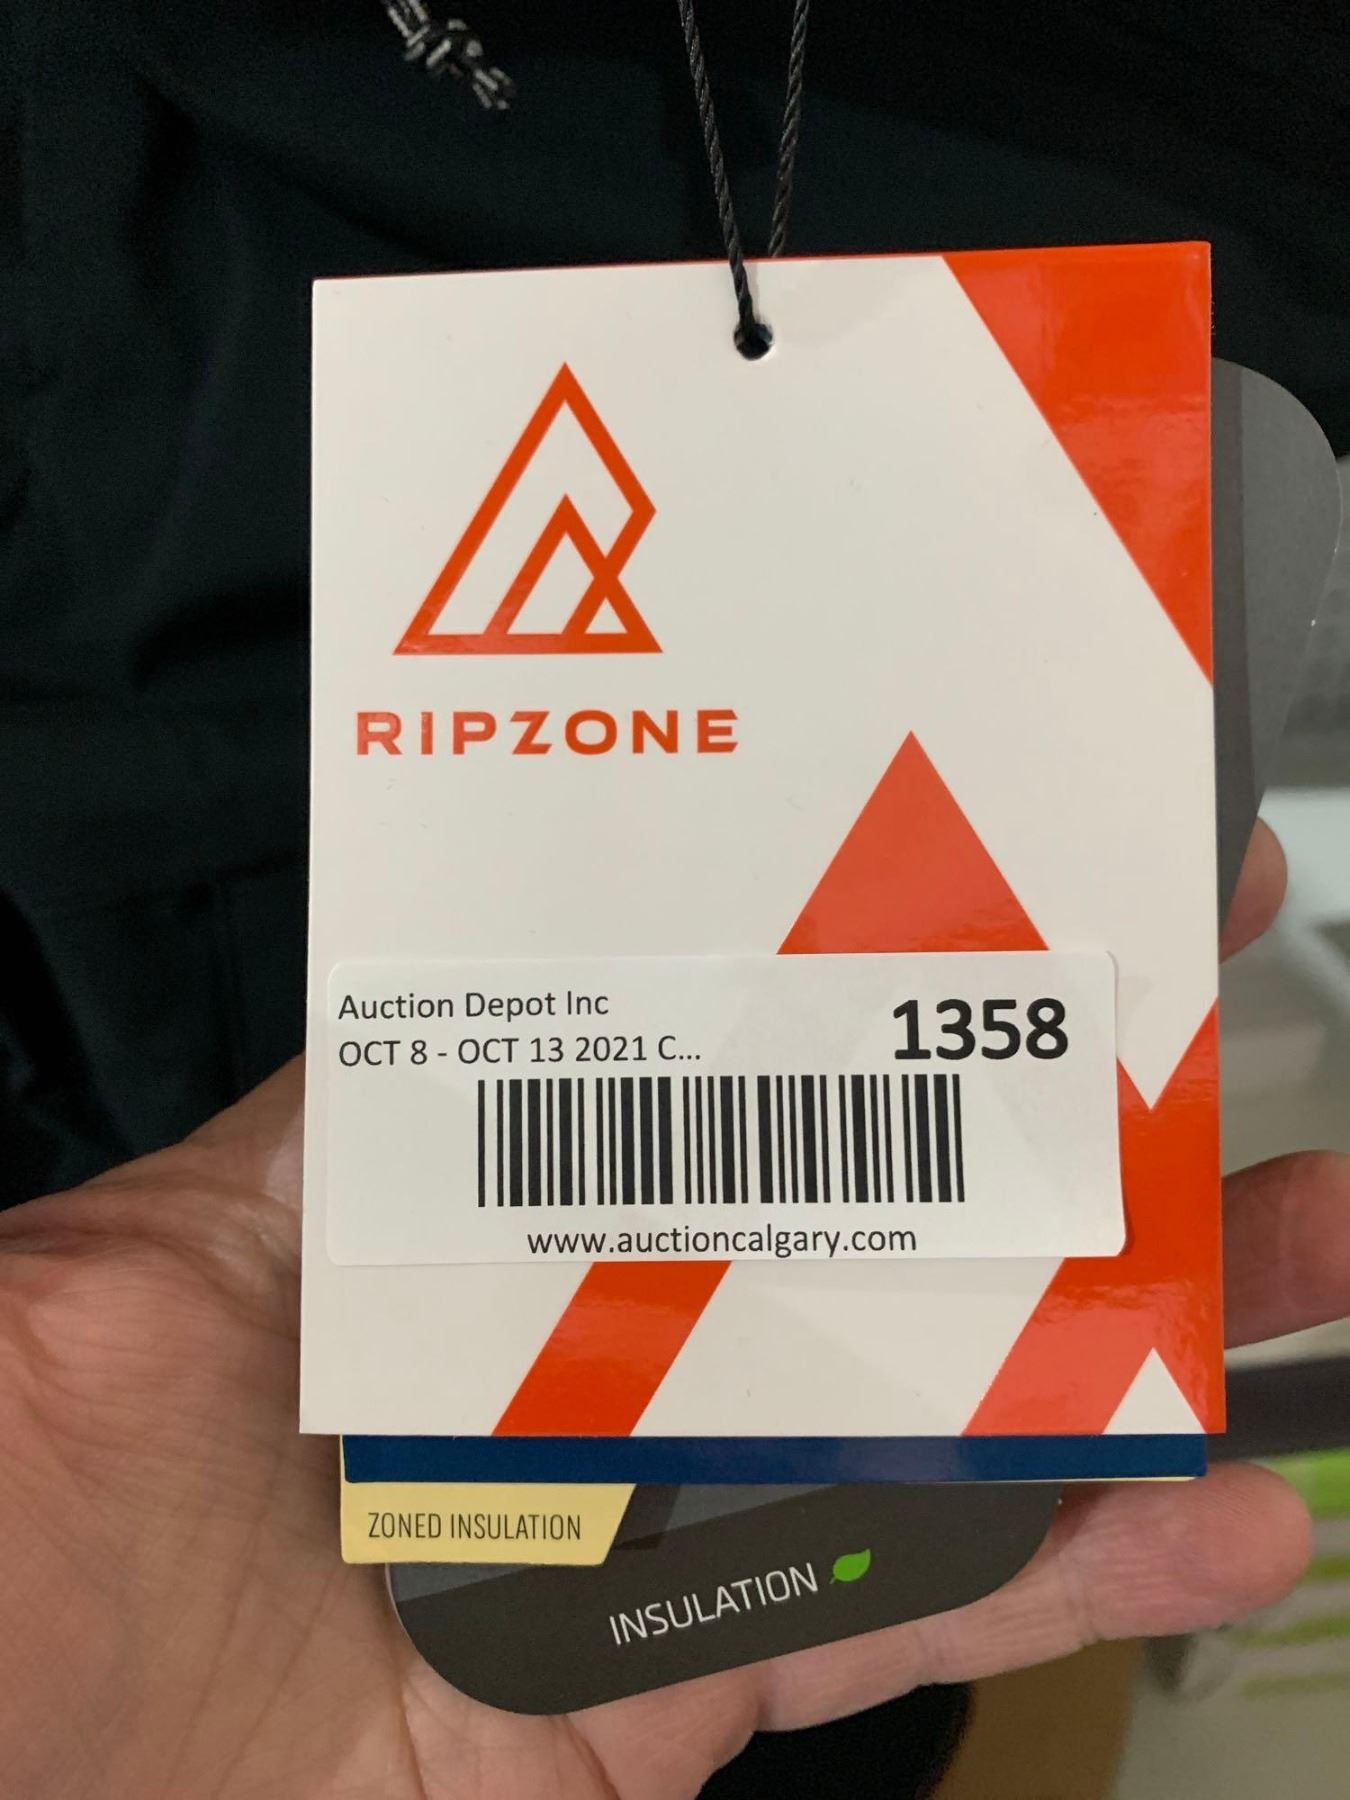 RIPZONE
Auction Depot Inc
1358
OCT 8 - OCT 13 2021 C...
www.auctioncalgary.com
ZONED INSULATION
INSULATION